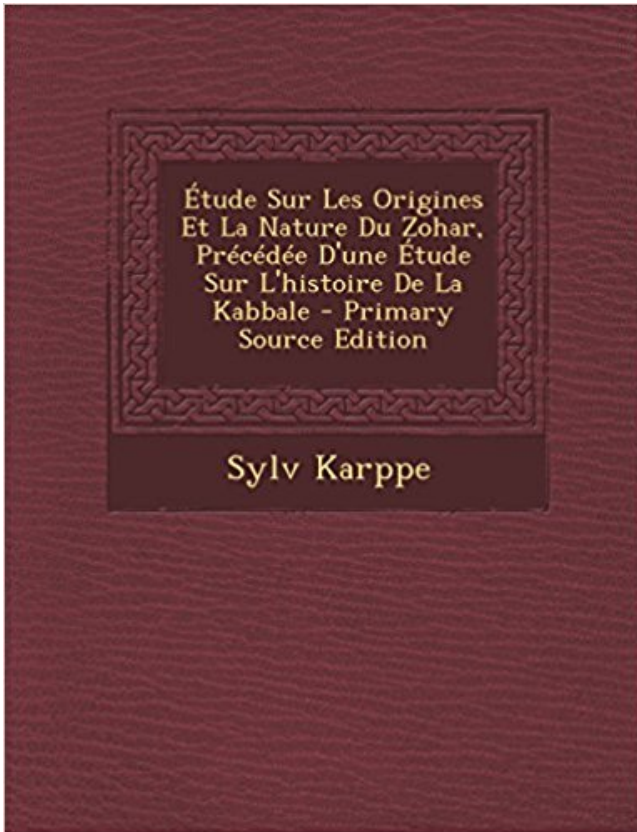 Étude Sur Les Origines
Et La Nature Du Zohar,
Précédée D'une Étude
Sur L'histoire De La
Kabbale - Primary
Source Edition
Sylv Karppe